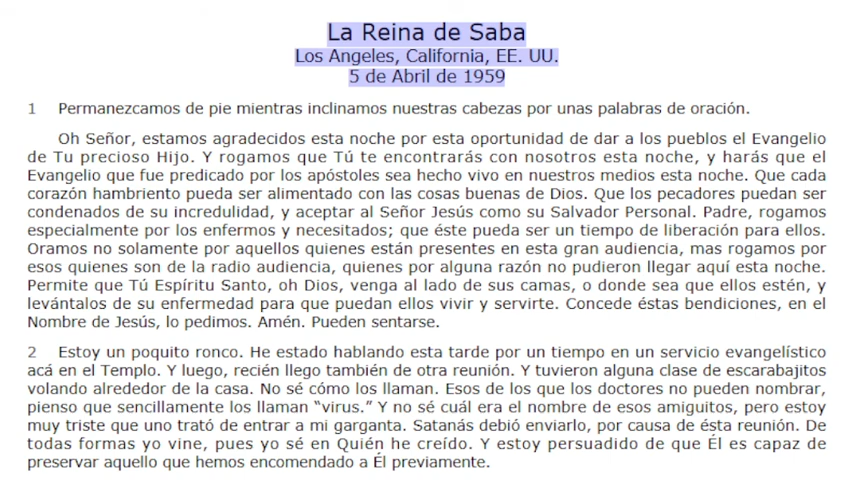 La Reina de Saba
Los Angeles, California, EE. UU.
5 de Abril de 1959
1 Permanezcamos de pie mientras inclinamos nuestras cabezas por unas palabras de oración.
Oh Señor, estamos agradecidos esta noche por esta oportunidad de dar a los pueblos el Evangelio
de Tu precioso Hijo. Y rogamos que Tú te encontrarás con nosotros esta noche, y harás que el
Evangelio que fue predicado por los apóstoles sea hecho vivo en nuestros medios esta noche. Que cada
corazón hambriento pueda ser alimentado con las cosas buenas de Dios. Que los pecadores puedan ser
condenados de su incredulidad, y aceptar al Señor Jesús como su Salvador Personal. Padre, rogamos
especialmente por los enfermos y necesitados; que éste pueda ser un tiempo de liberación para ellos.
Oramos no solamente por aquellos quienes están presentes en esta gran audiencia, mas rogamos por
esos quienes son de la radio audiencia, quienes por alguna razón no pudieron llegar aquí esta noche.
Permite que Tú Espíritu Santo, oh Dios, venga al lado de sus camas, o donde sea que ellos estén, y
levántalos de su enfermedad para que puedan ellos vivir y servirte. Concede éstas bendiciones, en el
Nombre de Jesús, lo pedimos. Amén. Pueden sentarse.
2 Estoy un poquito ronco. He estado hablando esta tarde por un tiempo en un servicio evangelístico
acá en el Templo. Y luego, recién llego también de otra reunión. Y tuvieron alguna clase de escarabajitos
volando alrededor de la casa. No sé cómo los llaman. Esos de los que los doctores no pueden nombrar,
pienso que sencillamente los llaman “virus.” Y no sé cuál era el nombre de esos amiguitos, pero estoy
muy triste que uno trató de entrar a mi garganta. Satanás debió enviarlo, por causa de ésta reunión. De
todas formas yo vine, pues yo sé en Quién he creído. Y estoy persuadido de que Él es capaz de
preservar aquello que hemos encomendado a Él previamente.